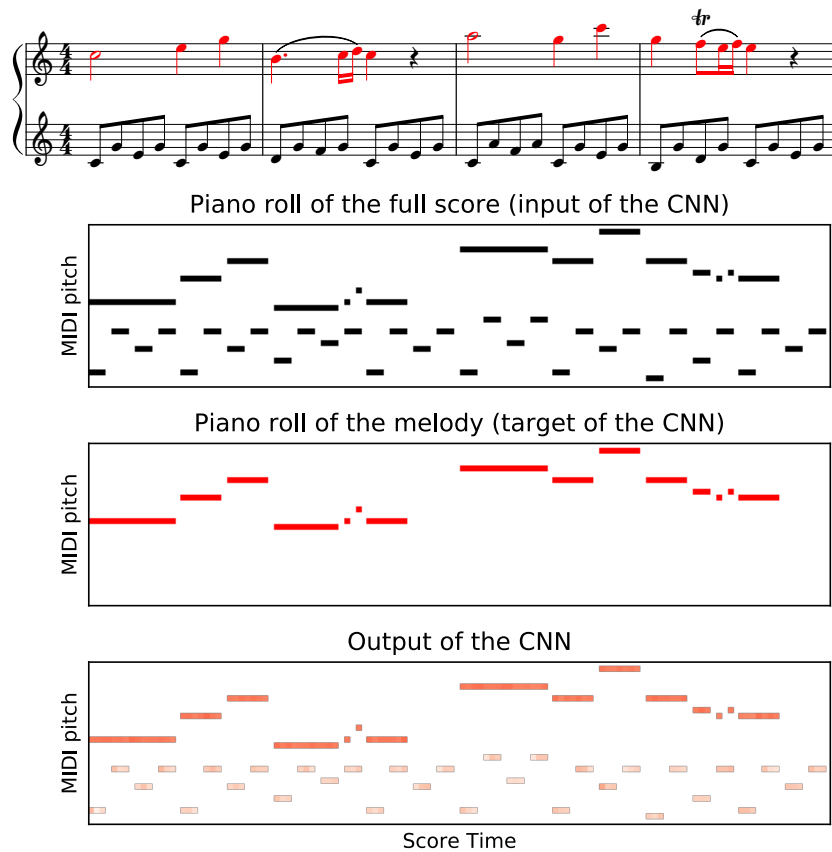 tr
4
4
4
4
Piano roll of the full score (input of the CNN)
MIDI pitch
Piano roll of the melody (target of the CNN)
MIDI pitch
Output of the CNN
MIDI pitch
Score Time